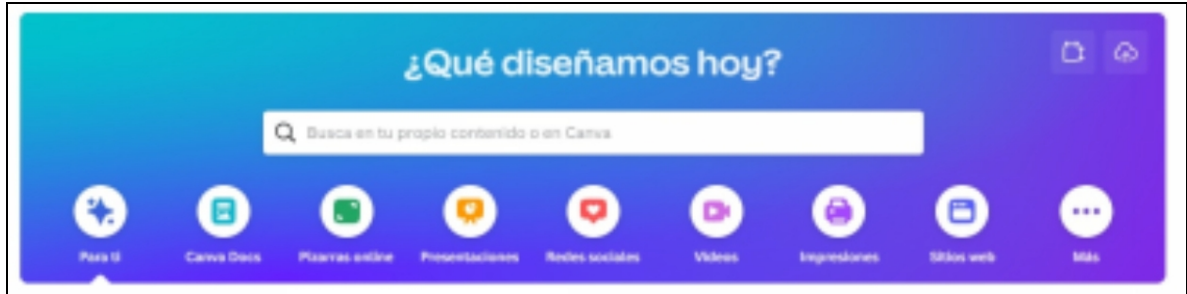 ¿Qué diseñamos hoy?
Busca en tu propio contenido o en Canva
Para ti
Canva Docs
Pizarras online
Presentaciones
Redes sociales
Videos
Impresiones
Sitios web
Más